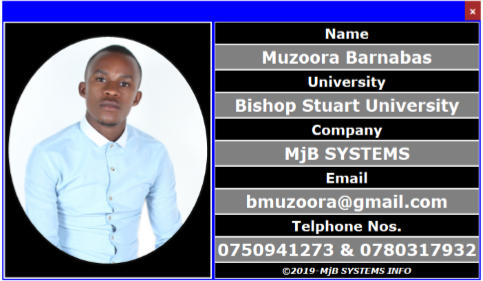 Name
Muzoora Barnabas
University
Bishop Stuart University
Company
MjB SYSTEMS
Email
bmuzoora@gmail.com
Telphone Nos.
0750941273 & 0780317932
©2019-MjB SYSTEMS INFO